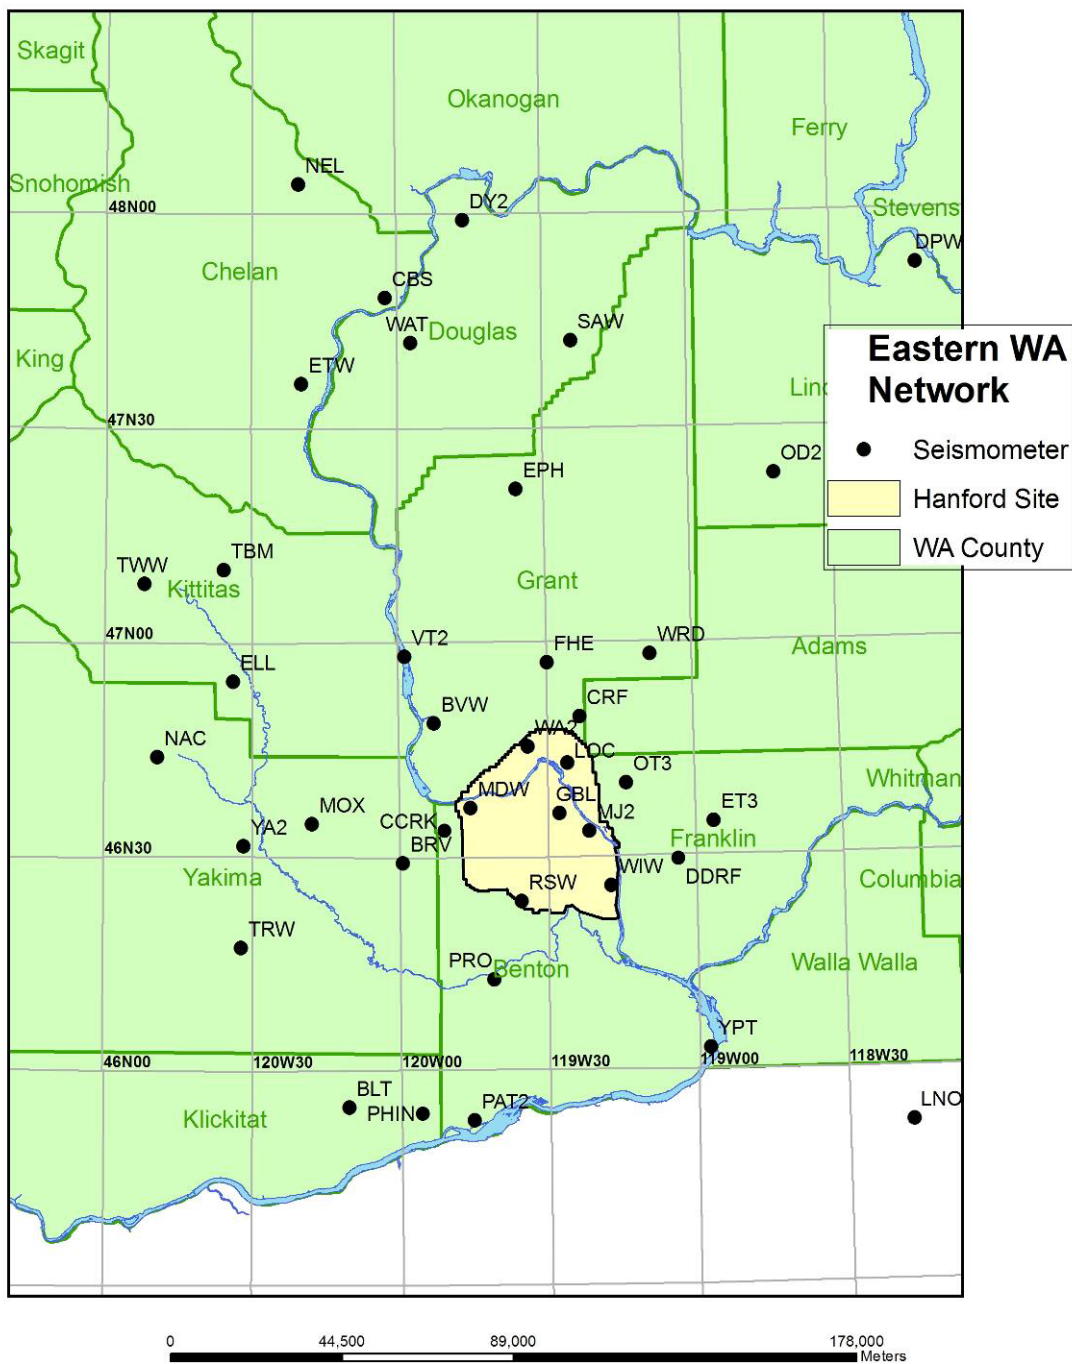 Skagit
Okanogan
Ferry
NEL
Snohomish
DY2
Stevens
48N00
DPW
Chelan
CBS
WAT
Douglas
SAW
King
ETW
Eastern WA
Network
Linc
47N30
EPH
OD2
Seismometer
Hanford Site
WA County
TWW
TBM
Kittitas
Grant
47N00
VT2
FHE
WRD
Adams
ELL
BVW
CRF
NAC
WA2
LOC
OT3
Whitman
MDW
GBL
MOX
CCRK
MJ2
ET3
YA2
BRV
Franklin
46N30
Yakima
RSW
WIW
DDRF
Columbia
TRW
PRO
Benton
Walla Walla
YPT
46N00
120W30
120W00
119W30
119W00
118W30
BLT
PHIN
PAT2
LNO
Klickitat
0
44,500
89,000
178,000
Meters